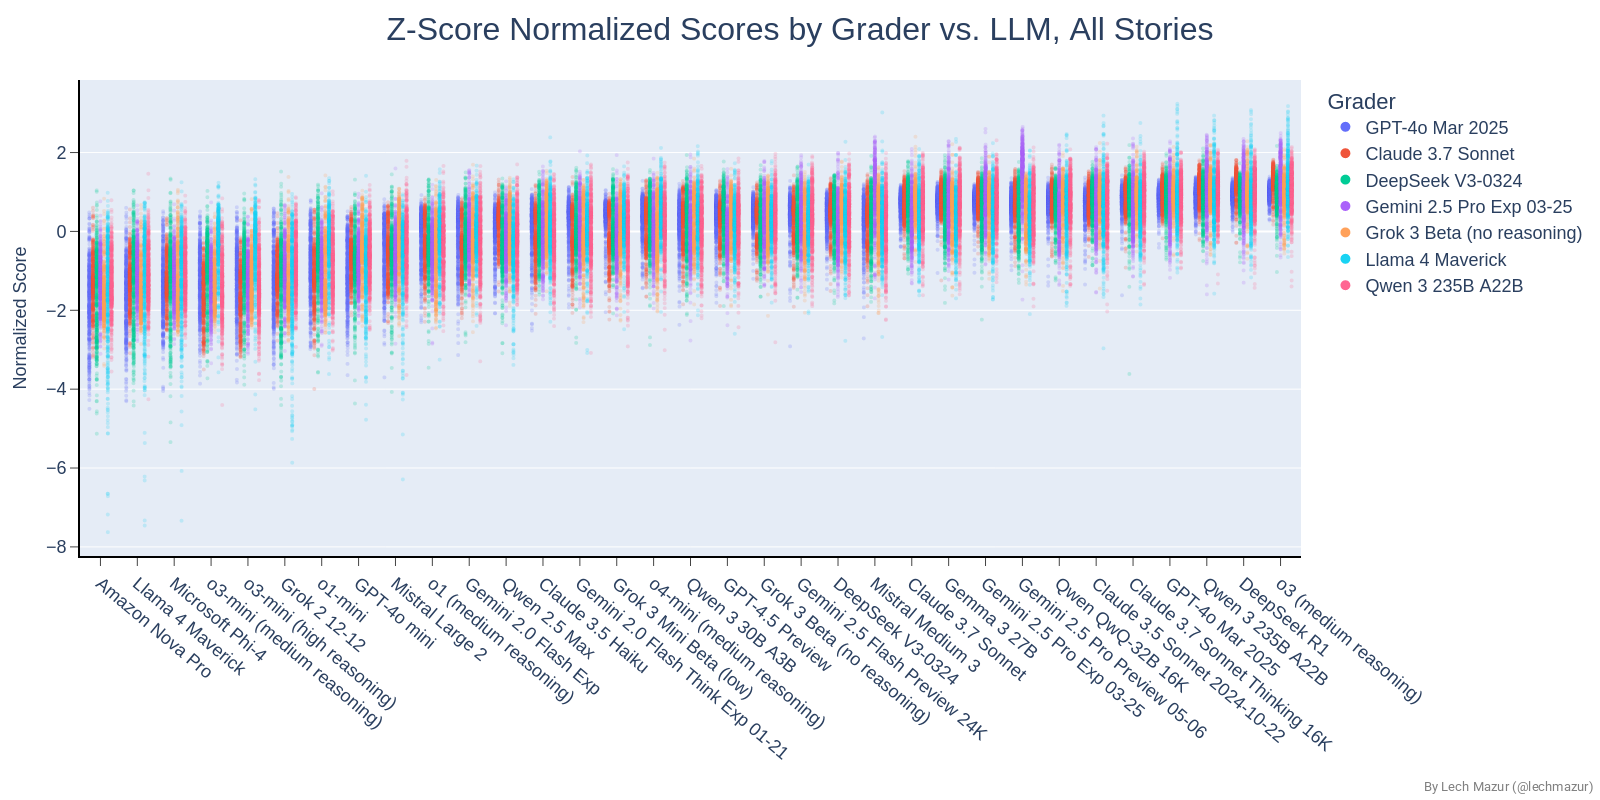 Z-Score Normalized Scores by Grader vs. LLM, All Stories
Normalized Score
2
0
−2
−4
−6
−8
Amazon Nova Pro
Llama 4 Maverick
Microsoft Phi-4
o3-mini (medium reasoning)
o3-mini (high reasoning)
Grok 2 12-12
o1-mini
GPT-4o mini
Mistral Large 2
o1 (medium reasoning)
Gemini 2.0 Flash Exp
Qwen 2.5 Max
Claude 3.5 Haiku
Gemini 2.0 Flash Think Exp 01-21
Grok 3 Mini Beta (low)
o4-mini (medium reasoning)
Qwen 3 30B A3B
GPT-4.5 Preview
Grok 3 Beta (no reasoning)
Gemini 2.5 Flash Preview 24K
DeepSeek V3-0324
Mistral Medium 3
Claude 3.7 Sonnet
Gemma 3 27B
Gemini 2.5 Pro Exp 03-25
Gemini 2.5 Pro Preview 05-06
Qwen QwQ-32B 16K
Claude 3.5 Sonnet 2024-10-22
Claude 3.7 Sonnet Thinking 16K
GPT-4o Mar 2025
Qwen 3 235B A22B
DeepSeek R1
o3 (medium reasoning)
Grader
GPT-4o Mar 2025
Claude 3.7 Sonnet
DeepSeek V3-0324
Gemini 2.5 Pro Exp 03-25
Grok 3 Beta (no reasoning)
Llama 4 Maverick
Qwen 3 235B A22B
By Lech Mazur (@lechmazur)